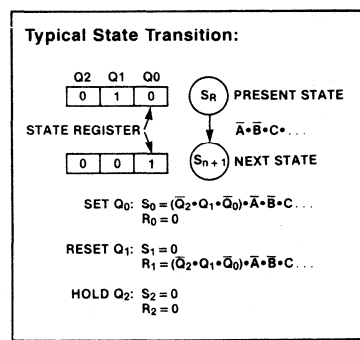 Typical State Transition:
Q2 Q1 Q0
0 1 0
S_R PRESENT STATE
STATE REGISTER
A̅•B̅•C•...
0 0 1
S_{n+1} NEXT STATE
SET Q₀: S₀ = (Q̅₂•Q₁•Q̅₀)•A̅•B̅•C...
R₀ = 0
RESET Q₁: S₁ = 0
R₁ = (Q̅₂•Q₁•Q̅₀)•A̅•B̅•C...
HOLD Q₂: S₂ = 0
R₂ = 0